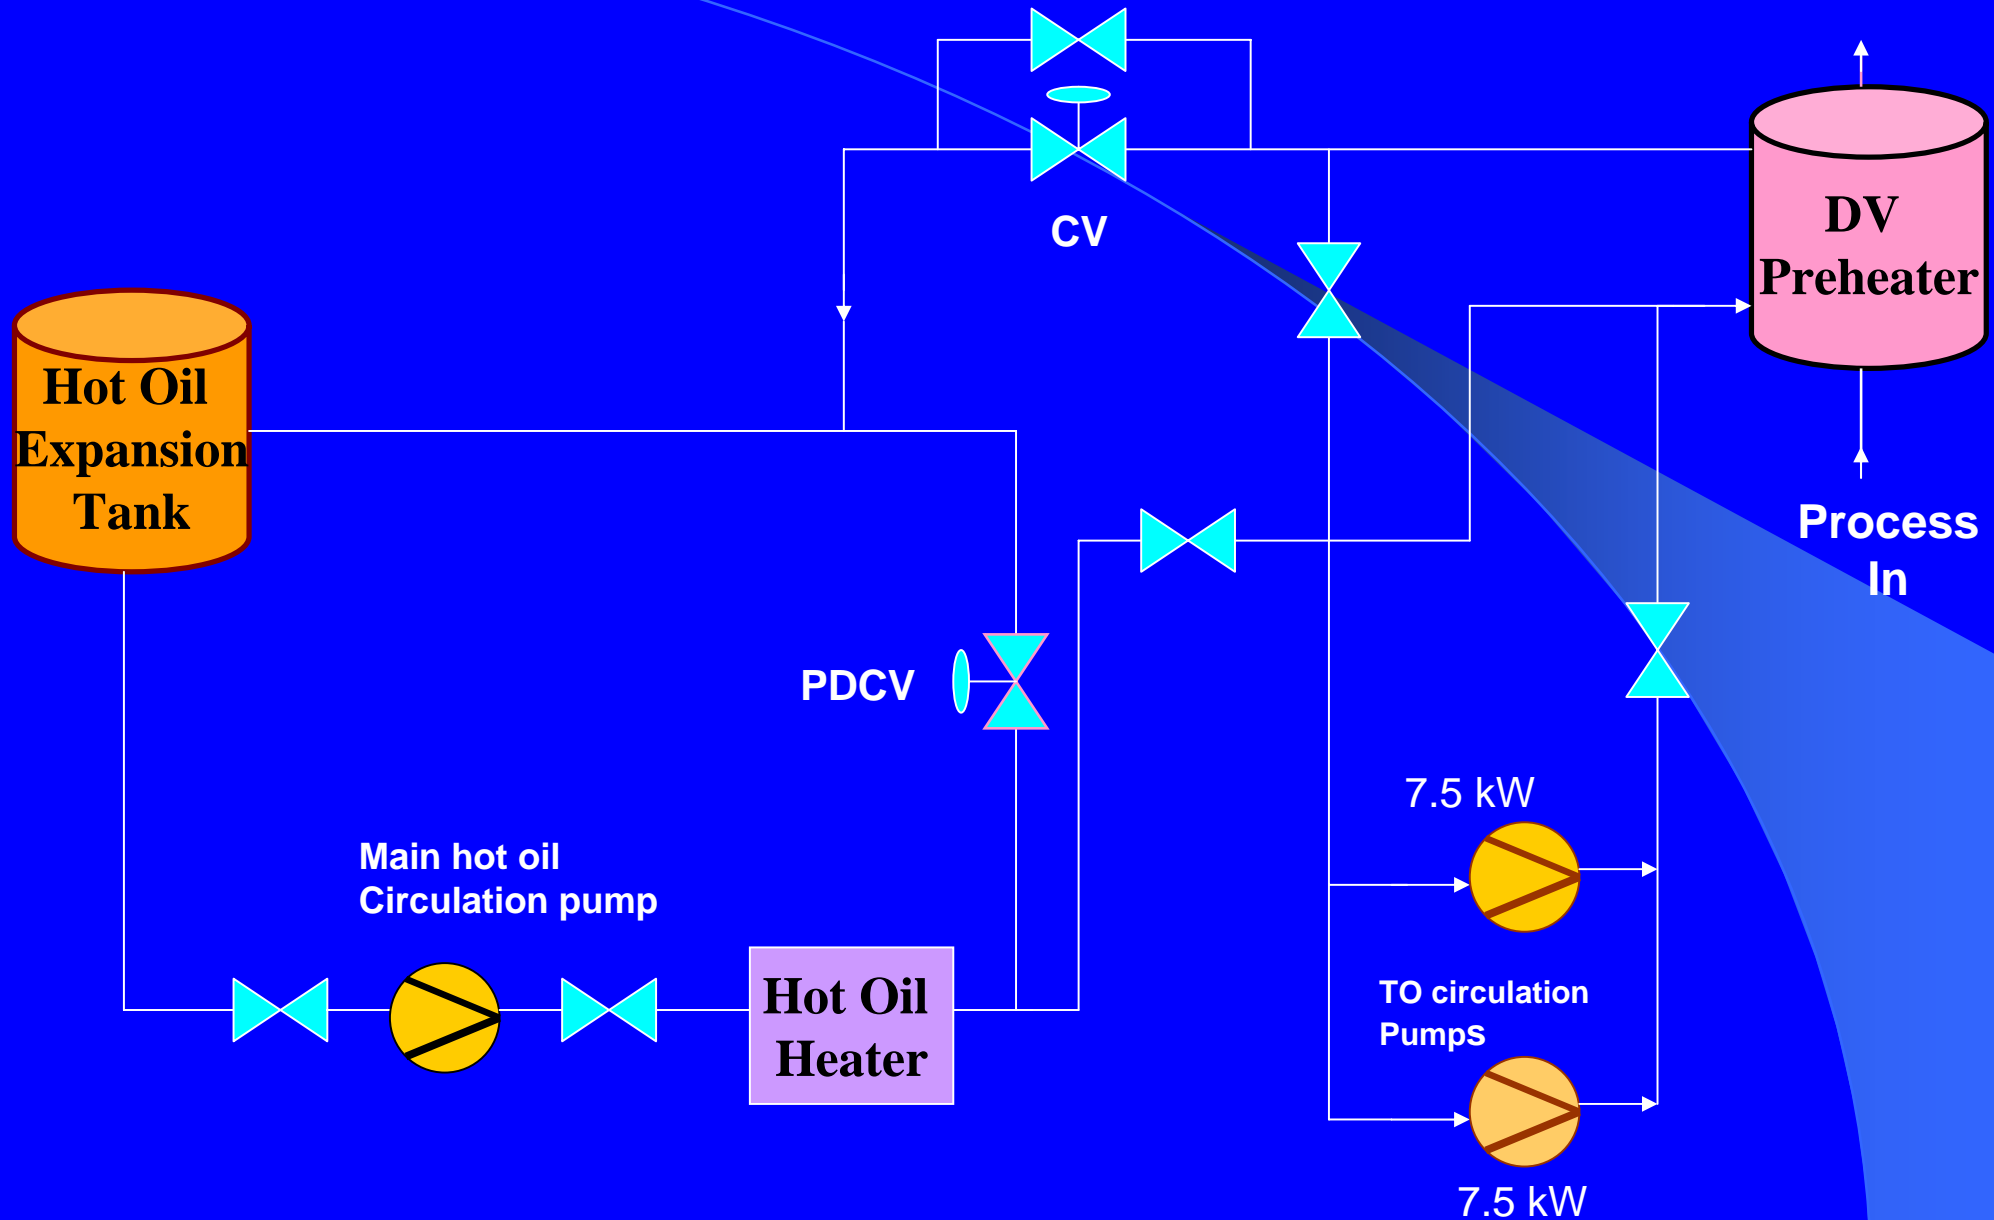 CV
DV
Preheater
Hot Oil
Expansion
Tank
Process
In
PDCV
7.5 kW
Main hot oil
Circulation pump
Hot Oil
Heater
TO circulation
Pumps
7.5 kW